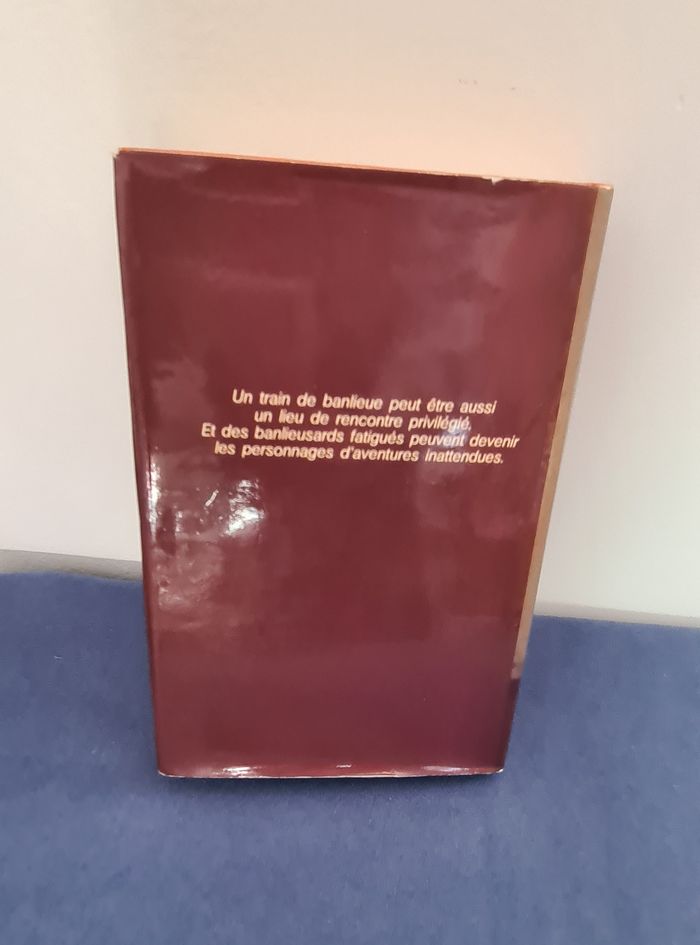 Un train de banlieue peut être aussi
un lieu de rencontre privilégié.
Et des banlieusards fatigués peuvent devenir
les personnages d'aventures inattendues.